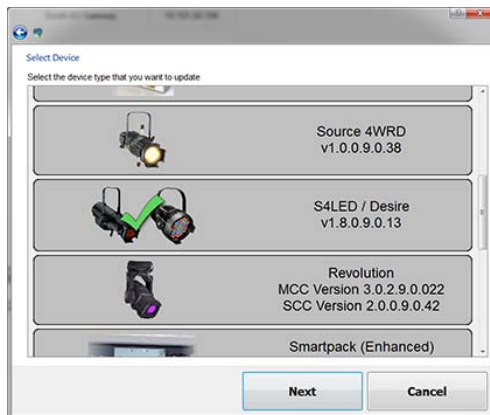 Select Device
Select the device type that you want to update
Source 4WRD
v1.0.0.9.0.38
S4LED / Desire
v1.8.0.9.0.13
Revolution
MCC Version 3.0.2.9.0.022
SCC Version 2.0.0.9.0.42
Smartpack (Enhanced)
Next
Cancel